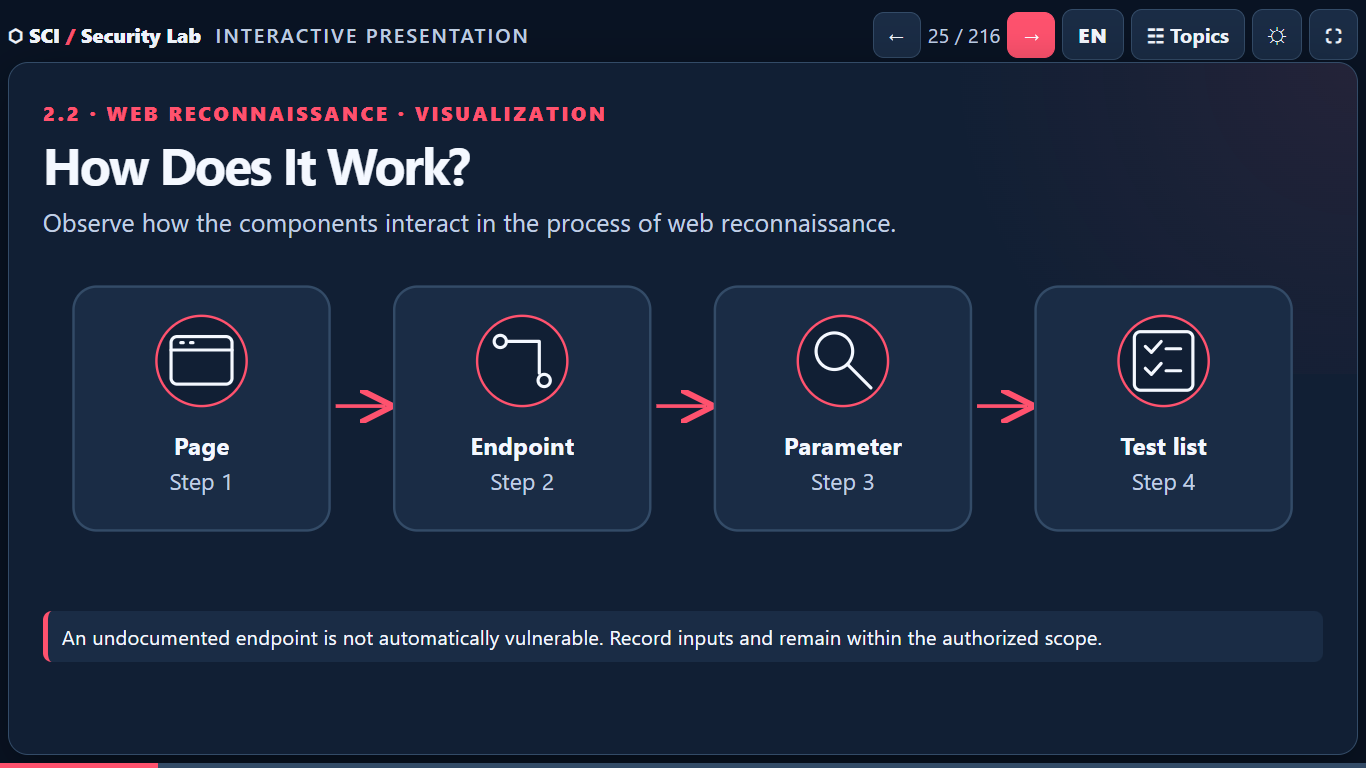 SCI / Security Lab INTERACTIVE PRESENTATION
← 25 / 216 → EN ☷ Topics
2.2 · WEB RECONNAISSANCE · VISUALIZATION
How Does It Work?
Observe how the components interact in the process of web reconnaissance.
Page
Step 1
Endpoint
Step 2
Parameter
Step 3
Test list
Step 4
An undocumented endpoint is not automatically vulnerable. Record inputs and remain within the authorized scope.